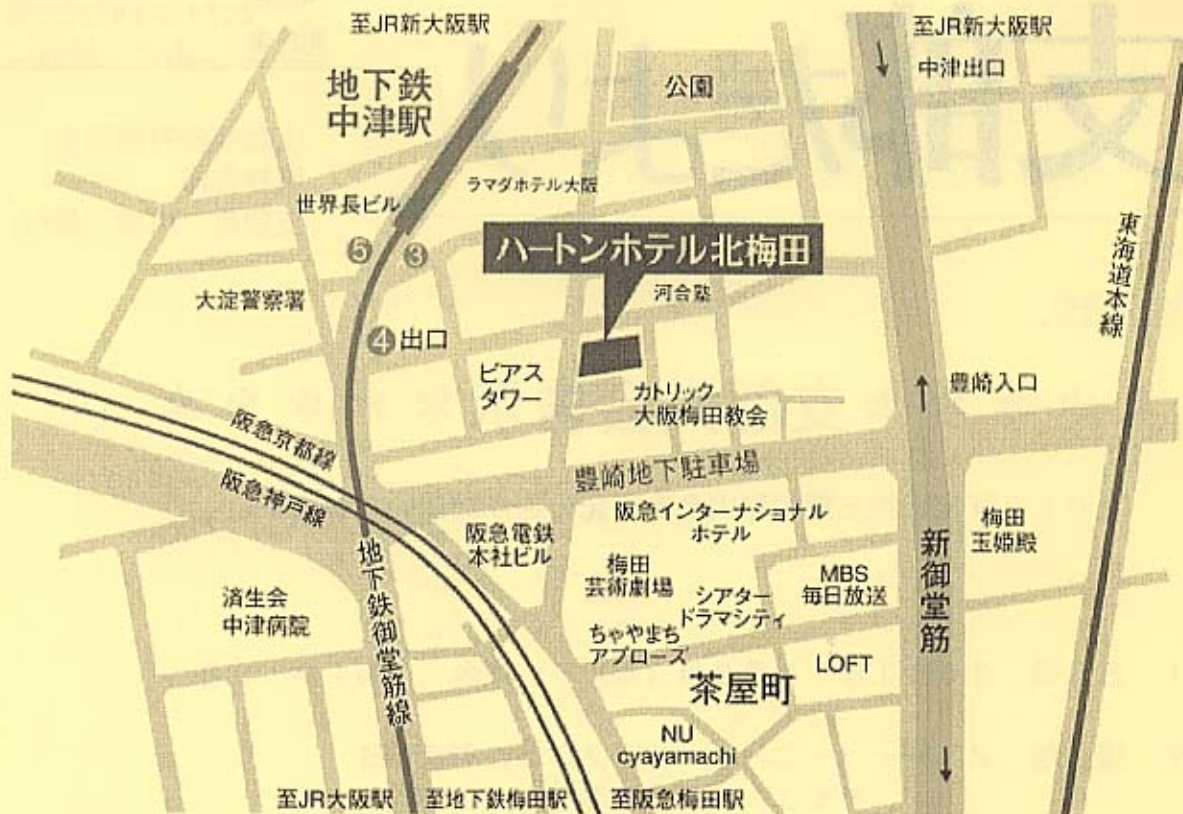 至JR新大阪駅
至JR新大阪駅
中津出口
地下鉄
中津駅
公園
ラマダホテル大阪
世界長ビル
東海道本線
⑤
③
ハートンホテル北梅田
河合塾
大淀警察署
④出口
ピアス
タワー
カトリック
大阪梅田教会
豊崎入口
阪急京都線
阪急神戸線
豊崎地下駐車場
阪急インターナショナル
ホテル
阪急電鉄
本社ビル
梅田
玉姫殿
新御堂筋
地下鉄御堂筋線
梅田
芸術劇場
MBS
毎日放送
シアター
ドラマシティ
済生会
中津病院
ちゃやまち
アプローズ
LOFT
茶屋町
NU
cyayamachi
至JR大阪駅
至地下鉄梅田駅
至阪急梅田駅